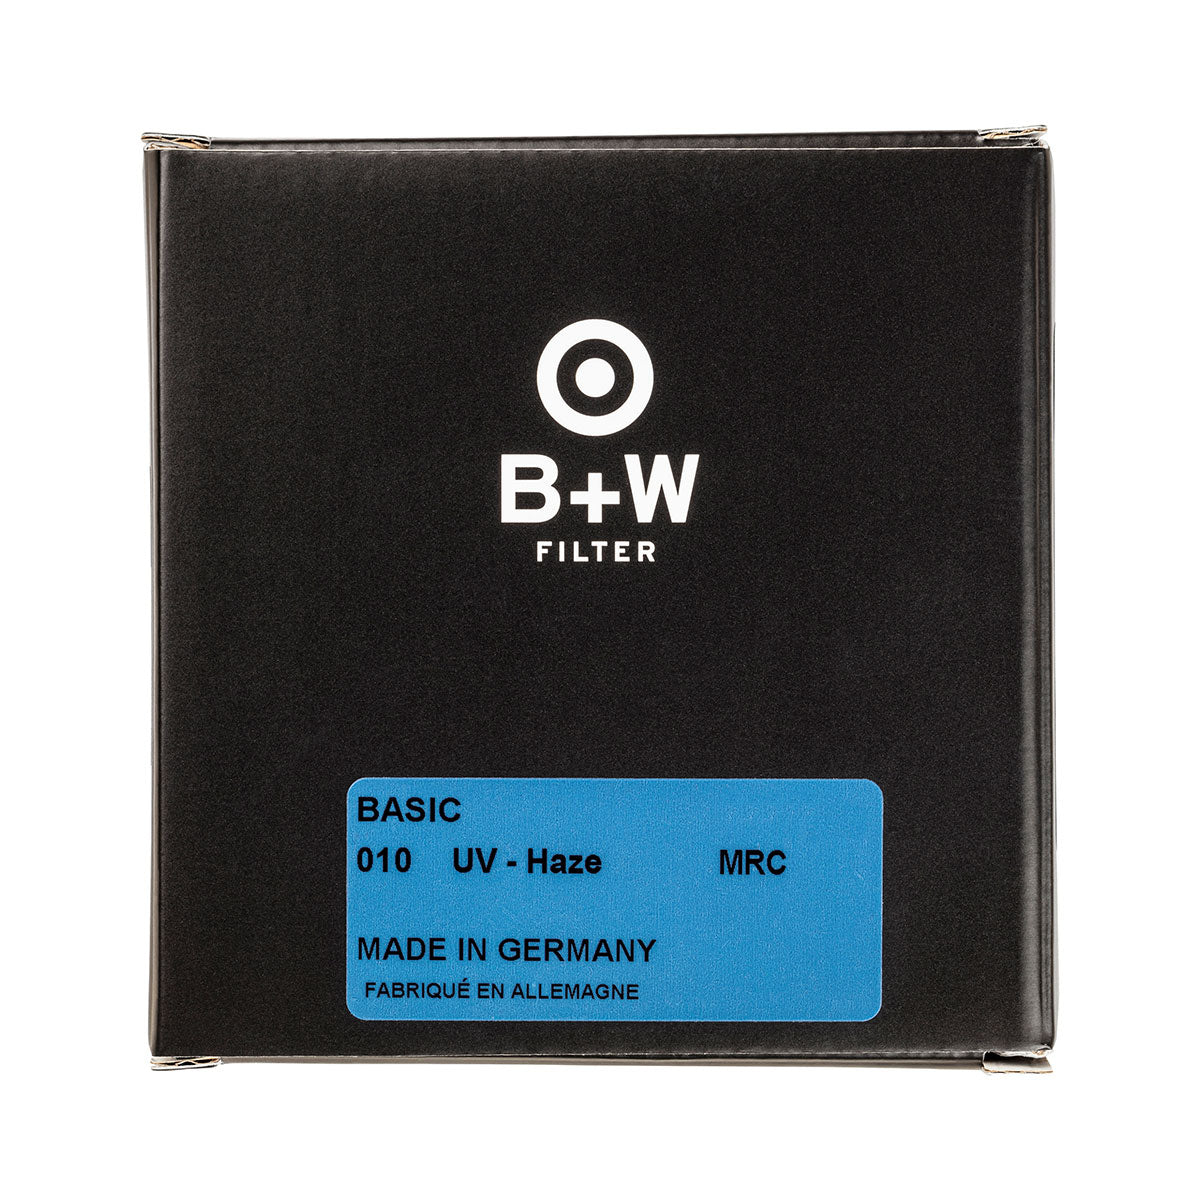 B+W
FILTER
BASIC
010 UV - Haze MRC
MADE IN GERMANY
FABRIQUÉ EN ALLEMAGNE